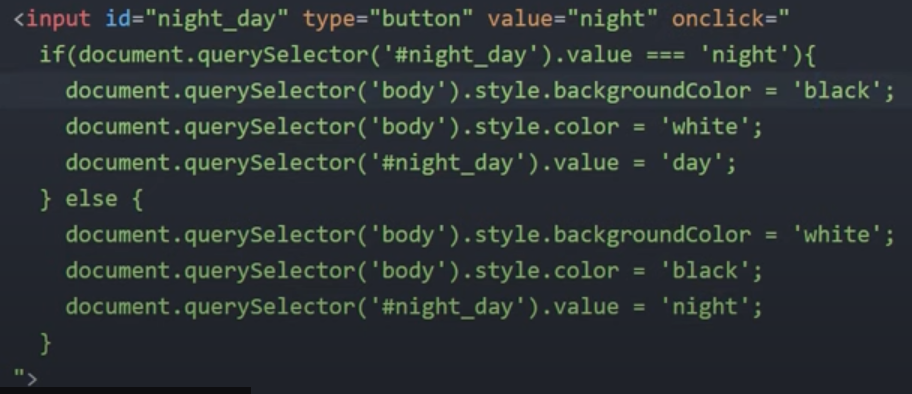 <input id="night_day" type="button" value="night" onclick="
if(document.querySelector('#night_day').value === 'night'){
document.querySelector('body').style.backgroundColor = 'black';
document.querySelector('body').style.color = 'white';
document.querySelector('#night_day').value = 'day';
} else {
document.querySelector('body').style.backgroundColor = 'white';
document.querySelector('body').style.color = 'black';
document.querySelector('#night_day').value = 'night';
}
">